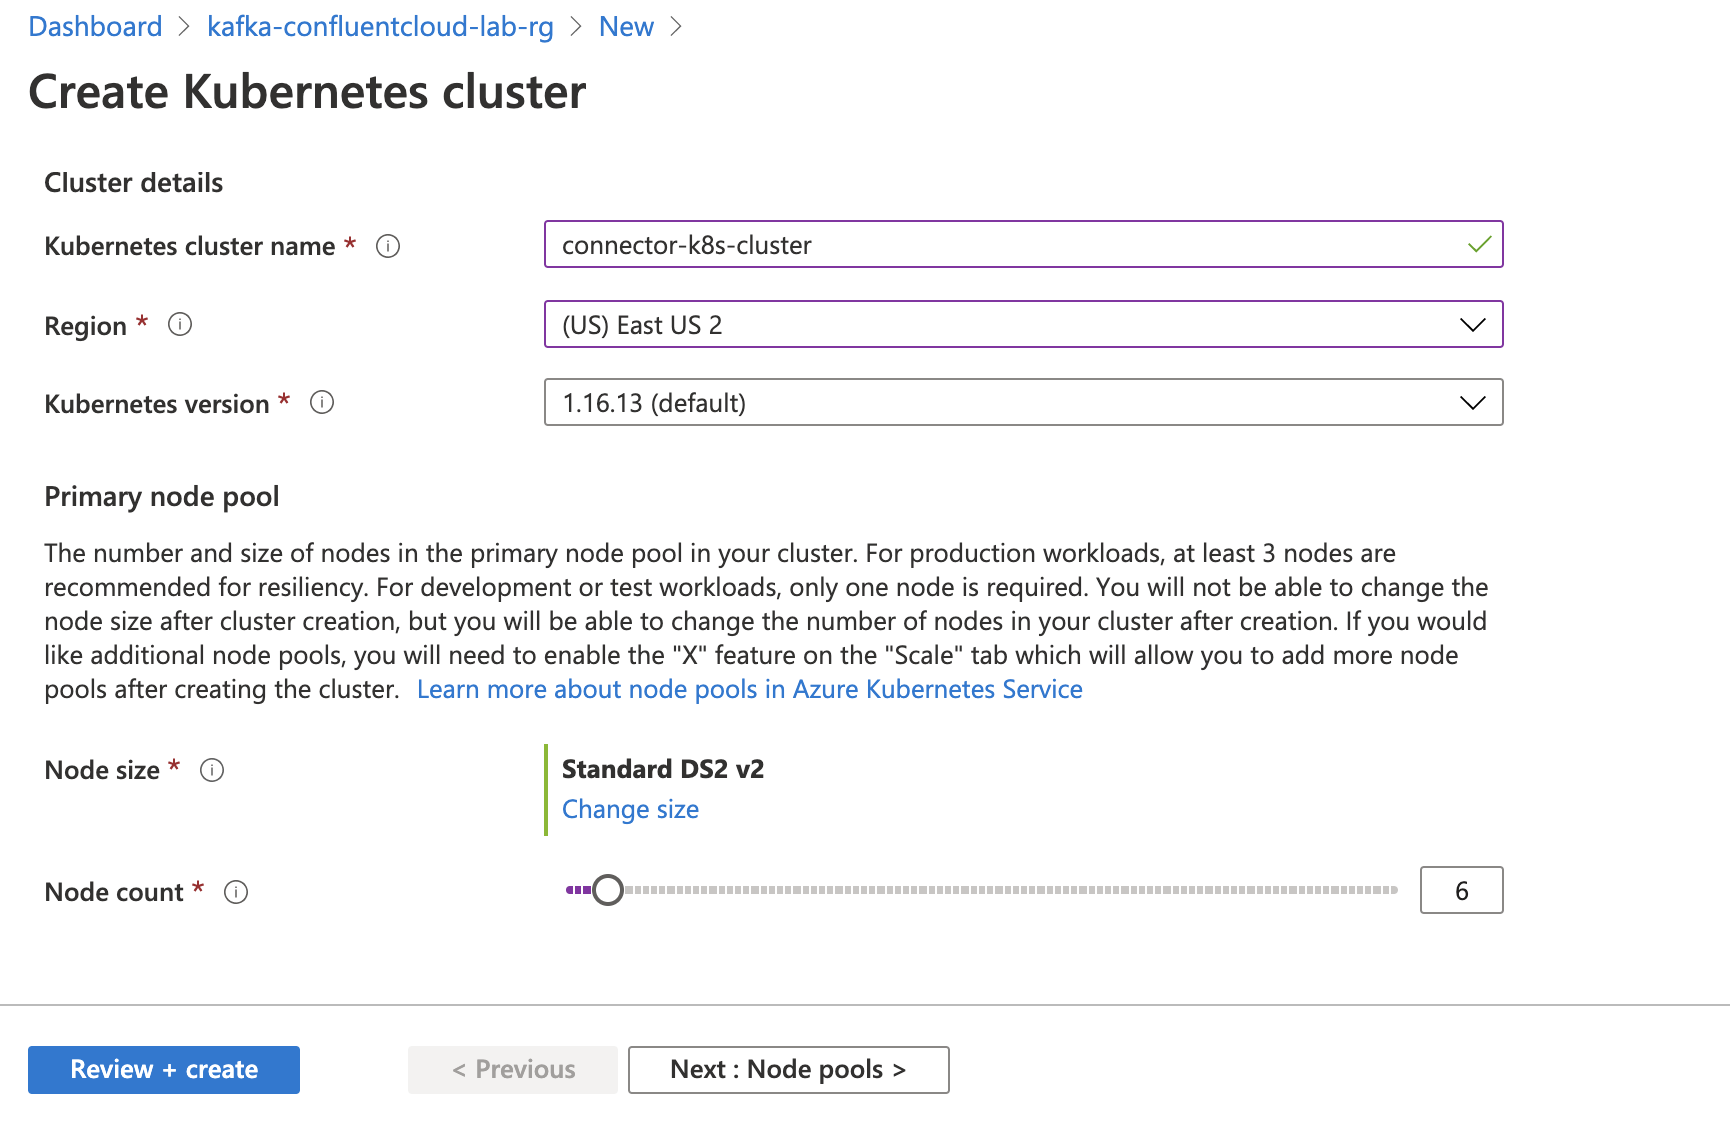 Dashboard > kafka-confluentcloud-lab-rg > New >
Create Kubernetes cluster
Cluster details
Kubernetes cluster name *
connector-k8s-cluster
Region *
(US) East US 2
Kubernetes version *
1.16.13 (default)
Primary node pool
The number and size of nodes in the primary node pool in your cluster. For production workloads, at least 3 nodes are
recommended for resiliency. For development or test workloads, only one node is required. You will not be able to change the
node size after cluster creation, but you will be able to change the number of nodes in your cluster after creation. If you would
like additional node pools, you will need to enable the "X" feature on the "Scale" tab which will allow you to add more node
pools after creating the cluster. Learn more about node pools in Azure Kubernetes Service
Node size *
Standard DS2 v2
Change size
Node count *
6
Review + create
< Previous
Next : Node pools >